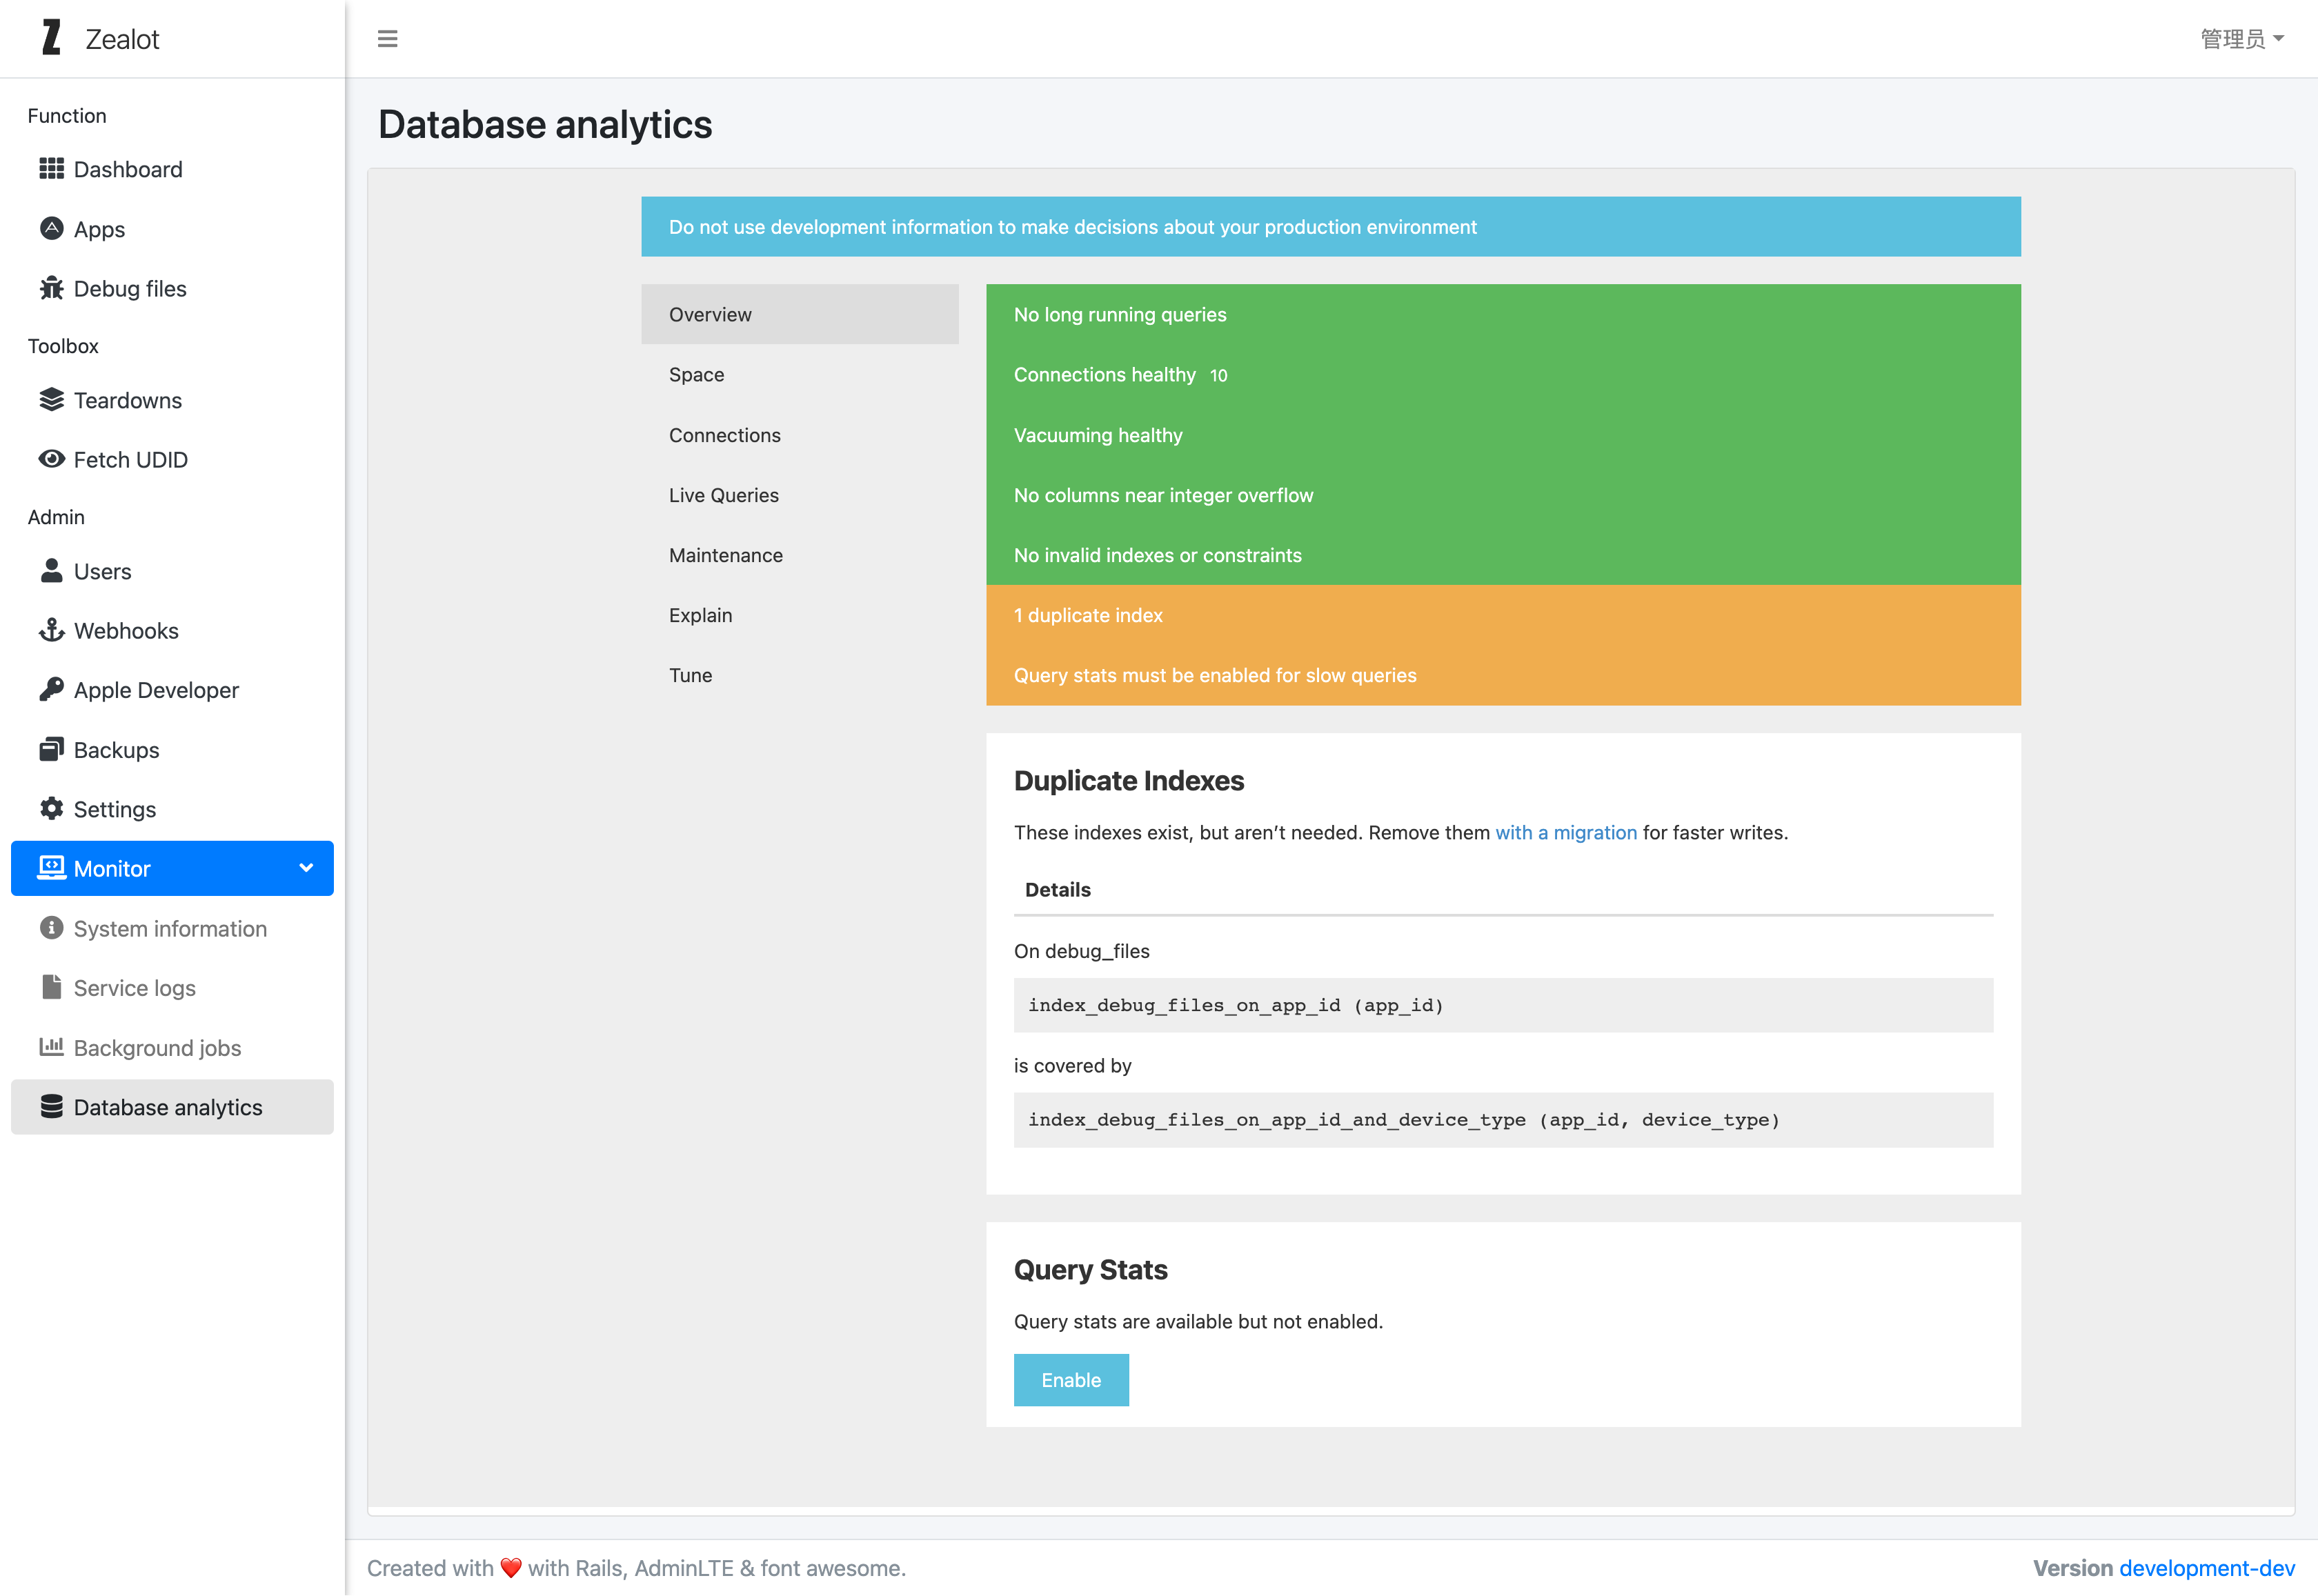 Zealot
管理员
Function
Dashboard
Apps
Debug files
Toolbox
Teardowns
Fetch UDID
Admin
Users
Webhooks
Apple Developer
Backups
Settings
Monitor
System information
Service logs
Background jobs
Database analytics
Database analytics
Do not use development information to make decisions about your production environment
Overview
Space
Connections
Live Queries
Maintenance
Explain
Tune
No long running queries
Connections healthy 10
Vacuuming healthy
No columns near integer overflow
No invalid indexes or constraints
1 duplicate index
Query stats must be enabled for slow queries
Duplicate Indexes
These indexes exist, but aren’t needed. Remove them with a migration for faster writes.
Details
On debug_files
index_debug_files_on_app_id (app_id)
is covered by
index_debug_files_on_app_id_and_device_type (app_id, device_type)
Query Stats
Query stats are available but not enabled.
Enable
Created with ❤️ with Rails, AdminLTE & font awesome.
Version development-dev